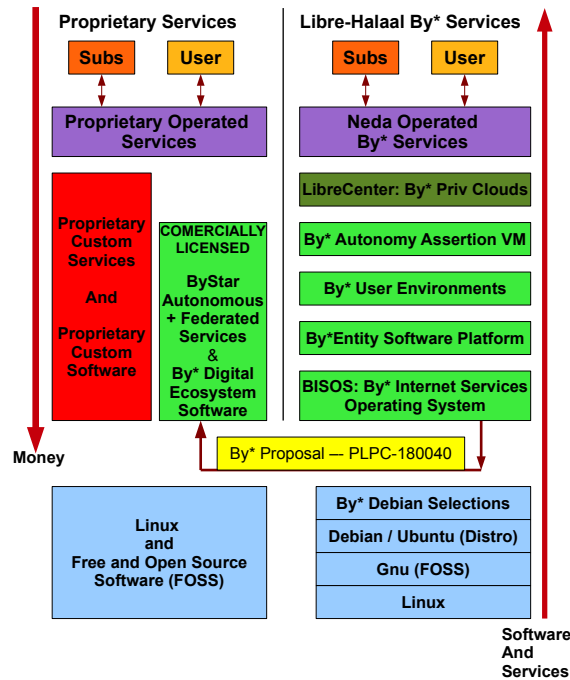 Proprietary Services
Subs
User
Proprietary Operated
Services
Proprietary
Custom
Services
And
Proprietary
Custom
Software
COMERCIALLY
LICENSED
ByStar
Autonomous
+ Federated
Services
&
By* Digital
Ecosystem
Software
Money
Linux
and
Free and Open Source
Software (FOSS)
Libre-Halaal By* Services
Subs
User
Neda Operated
By* Services
LibreCenter: By* Priv Clouds
By* Autonomy Assertion VM
By* User Environments
By*Entity Software Platform
BISOS: By* Internet Services
Operating System
By* Proposal –-- PLPC-180040
By* Debian Selections
Debian / Ubuntu (Distro)
Gnu (FOSS)
Linux
Software
And
Services